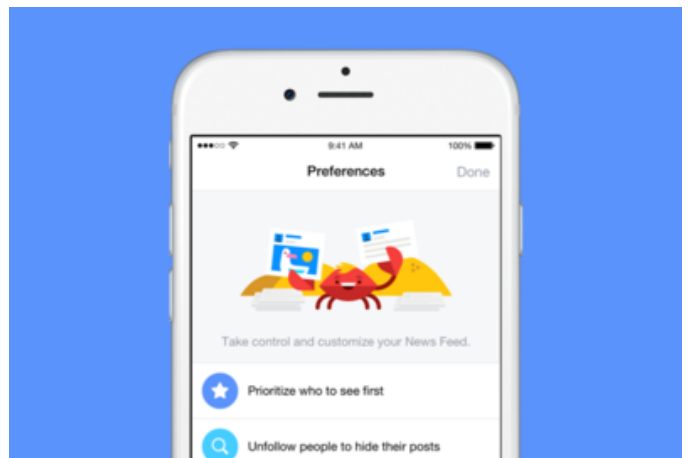 9:41 AM 100%
Preferences Done
Take control and customize your News Feed.
Prioritize who to see first
Unfollow people to hide their posts